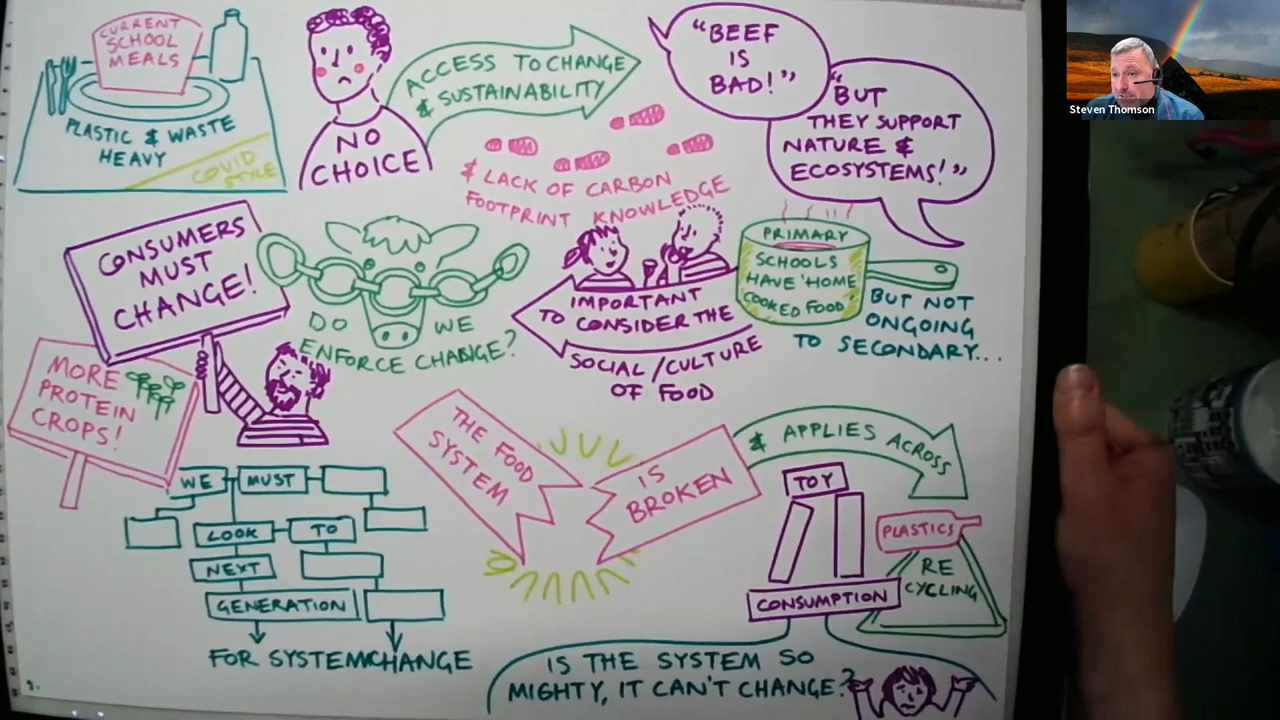 CURRENT
SCHOOL
MEALS
PLASTIC & WASTE
HEAVY
COVID
STYLE
NO
CHOICE
ACCESS TO CHANGE
& SUSTAINABILITY
& LACK OF CARBON
FOOTPRINT KNOWLEDGE
"BEEF
IS
BAD!"
"BUT
THEY SUPPORT
NATURE &
ECOSYSTEMS!"
Steven Thomson
CONSUMERS
MUST
CHANGE!
MORE
PROTEIN
CROPS!
DO WE
ENFORCE CHANGE?
IMPORTANT
TO CONSIDER THE
SOCIAL/CULTURE
OF FOOD
PRIMARY
SCHOOLS
HAVE 'HOME
COOKED FOOD'
BUT NOT
ONGOING
TO SECONDARY...
WE MUST
LOOK TO
NEXT
GENERATION
FOR SYSTEMCHANGE
THE FOOD
SYSTEM
IS
BROKEN
& APPLIES ACROSS
TOY
CONSUMPTION
PLASTICS
RE
CYCLING
IS THE SYSTEM SO
MIGHTY, IT CAN'T CHANGE?